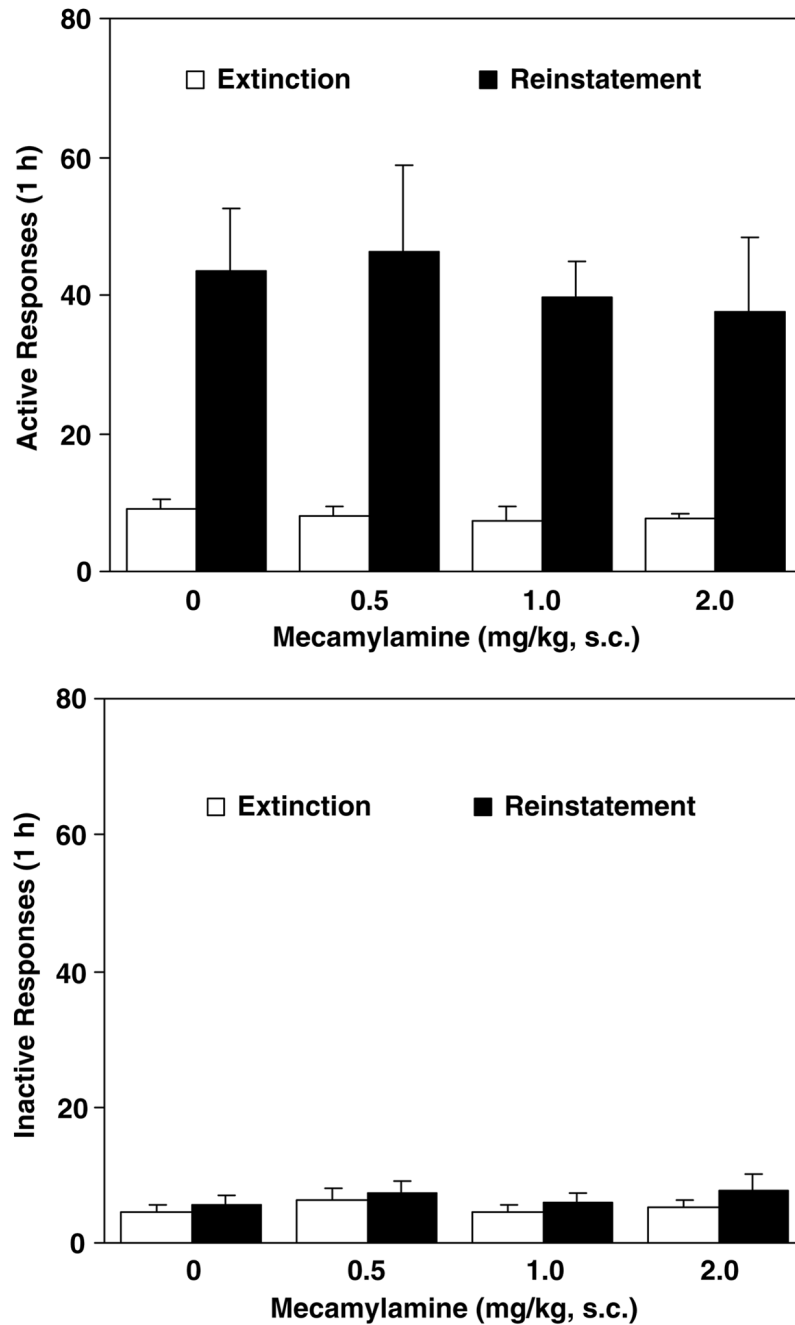 80
Extinction Reinstatement
60
40
20
0
Active Responses (1 h)
0 0.5 1.0 2.0
Mecamylamine (mg/kg, s.c.)
80
Extinction Reinstatement
60
40
20
0
Inactive Responses (1 h)
0 0.5 1.0 2.0
Mecamylamine (mg/kg, s.c.)